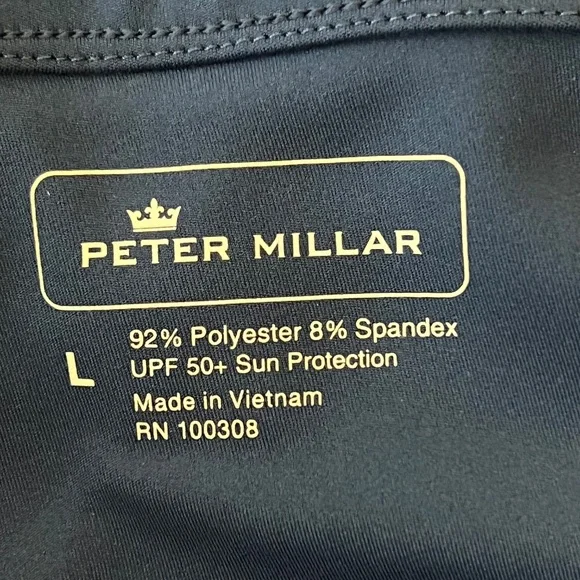 PETER MILLAR
L
92% Polyester 8% Spandex
UPF 50+ Sun Protection
Made in Vietnam
RN 100308